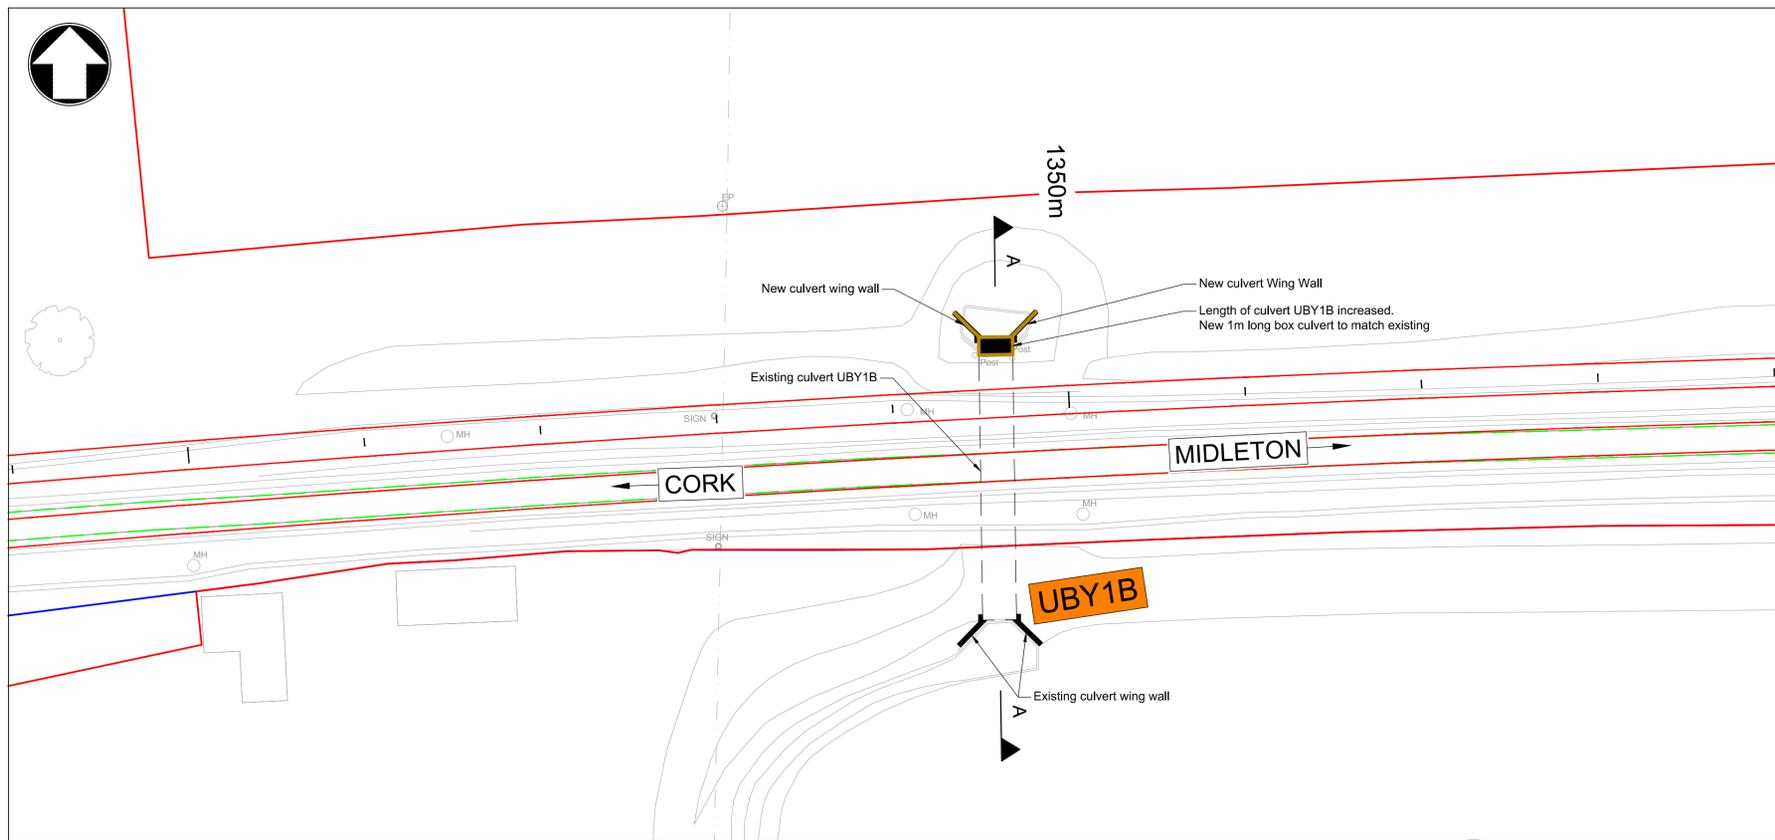 EP
1350m
A
New culvert wing wall
New culvert Wing Wall
Length of culvert UBY1B increased.
New 1m long box culvert to match existing
Post
Post
Existing culvert UBY1B
SIGN
MH
MH
MH
MIDLETON
CORK
MH
MH
SIGN
MH
UBY1B
Existing culvert wing wall
A